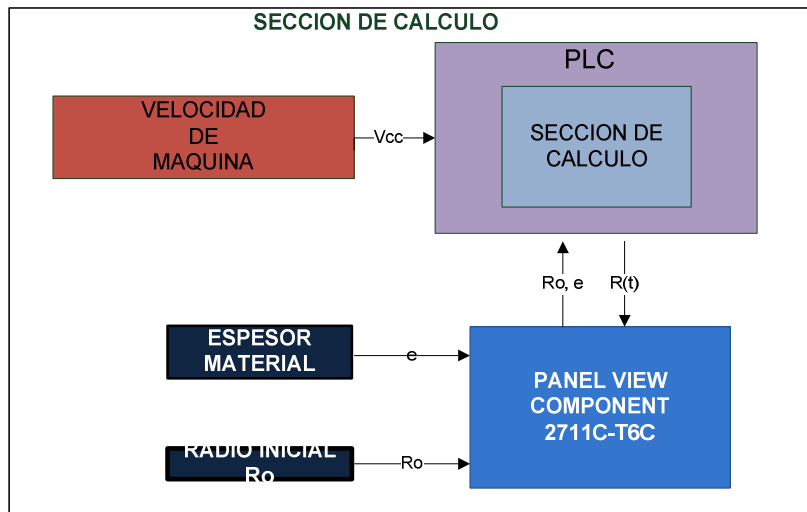 SECCION DE CALCULO
PLC
VELOCIDAD
DE
MAQUINA
Vcc
SECCION DE
CALCULO
Ro, e
R(t)
ESPESOR
MATERIAL
e
PANEL VIEW
COMPONENT
2711C-T6C
RADIO INICIAL
Ro
Ro